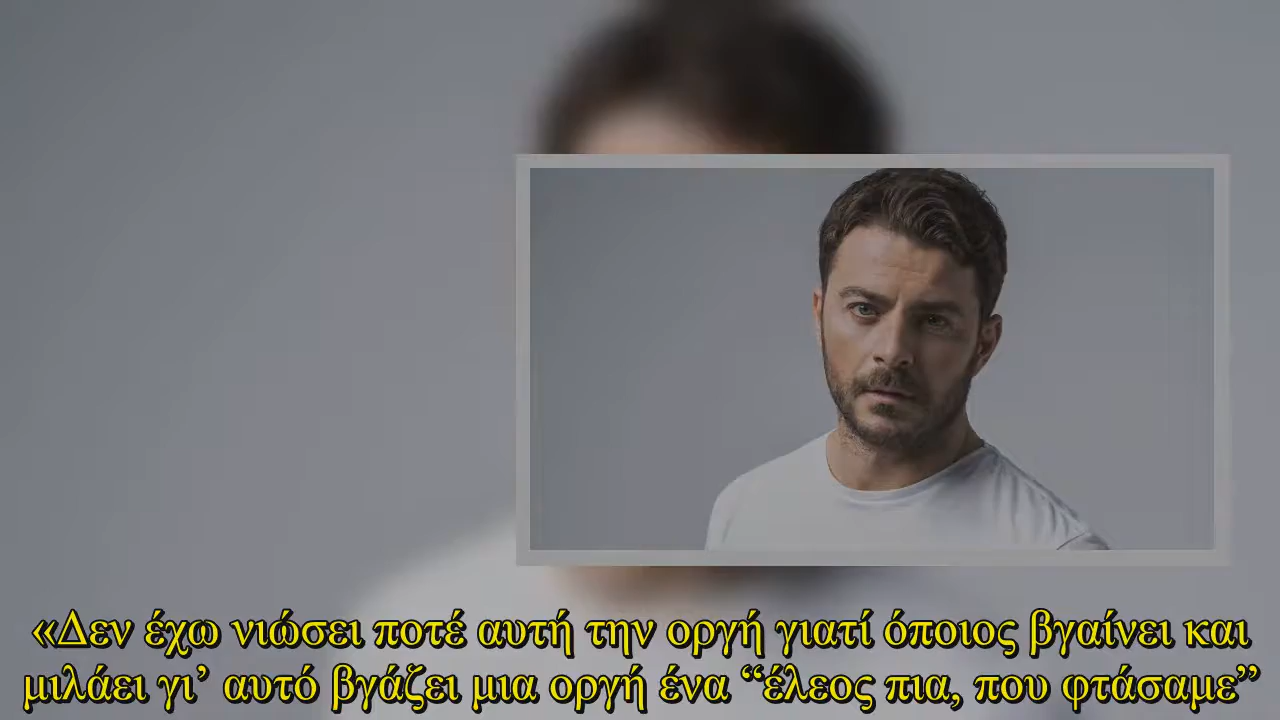 «Δεν έχω νιώσει ποτέ αυτή την οργή γιατί όποιος βγαίνει και
μιλάει γι’ αυτό βγάζει μια οργή ένα “έλεος πια, που φτάσαμε”